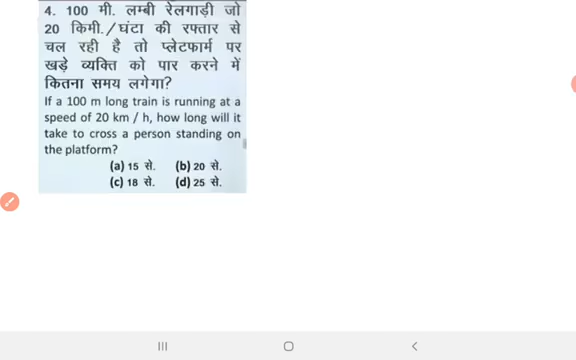 4. 100 मी. लम्बी रेलगाड़ी जो
20 किमी./घंटा की रफ्तार से
चल रही है तो प्लेटफार्म पर
खड़े व्यक्ति को पार करने में
कितना समय लगेगा?
If a 100 m long train is running at a
speed of 20 km / h, how long will it
take to cross a person standing on
the platform?
(a) 15 से. (b) 20 से.
(c) 18 से. (d) 25 से.